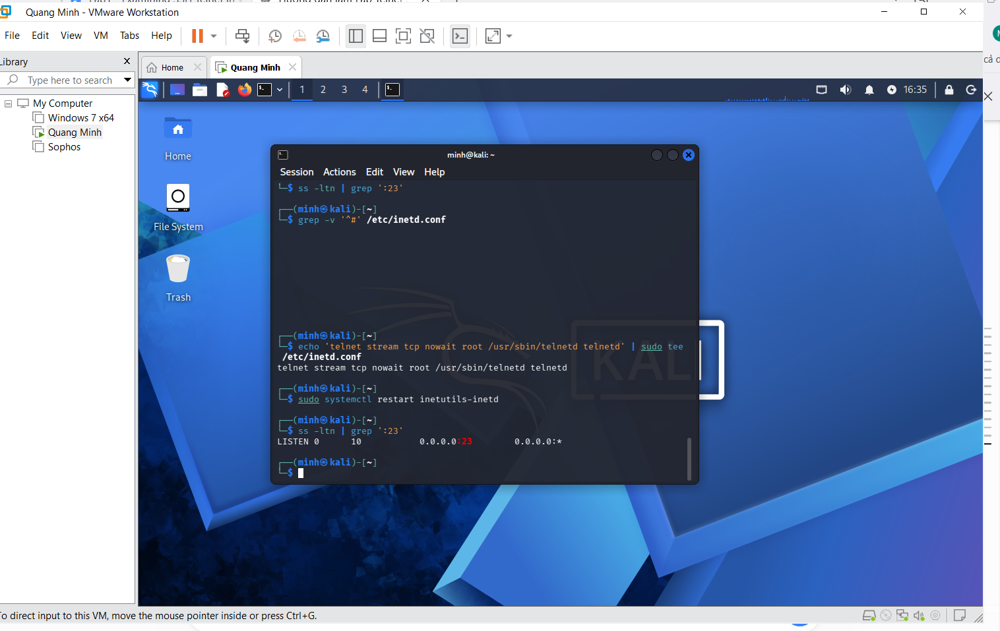 Quang Minh - VMware Workstation
File Edit View VM Tabs Help
Library
Type here to search
My Computer
Windows 7 x64
Quang Minh
Sophos
Home
Quang Minh
1 2 3 4
16:35
Home
File System
Trash
minh@kali: ~
Session Actions Edit View Help
└─$ ss -ltn | grep ':23'
┌──(minh㉿kali)-[~]
└─$ grep -v '^#' /etc/inetd.conf
┌──(minh㉿kali)-[~]
└─$ echo 'telnet stream tcp nowait root /usr/sbin/telnetd telnetd' | sudo tee
/etc/inetd.conf
telnet stream tcp nowait root /usr/sbin/telnetd telnetd
┌──(minh㉿kali)-[~]
└─$ sudo systemctl restart inetutils-inetd
┌──(minh㉿kali)-[~]
└─$ ss -ltn | grep ':23'
LISTEN 0 10 0.0.0.0:23 0.0.0.0:*
┌──(minh㉿kali)-[~]
└─$
KALI
To direct input to this VM, move the mouse pointer inside or press Ctrl+G.